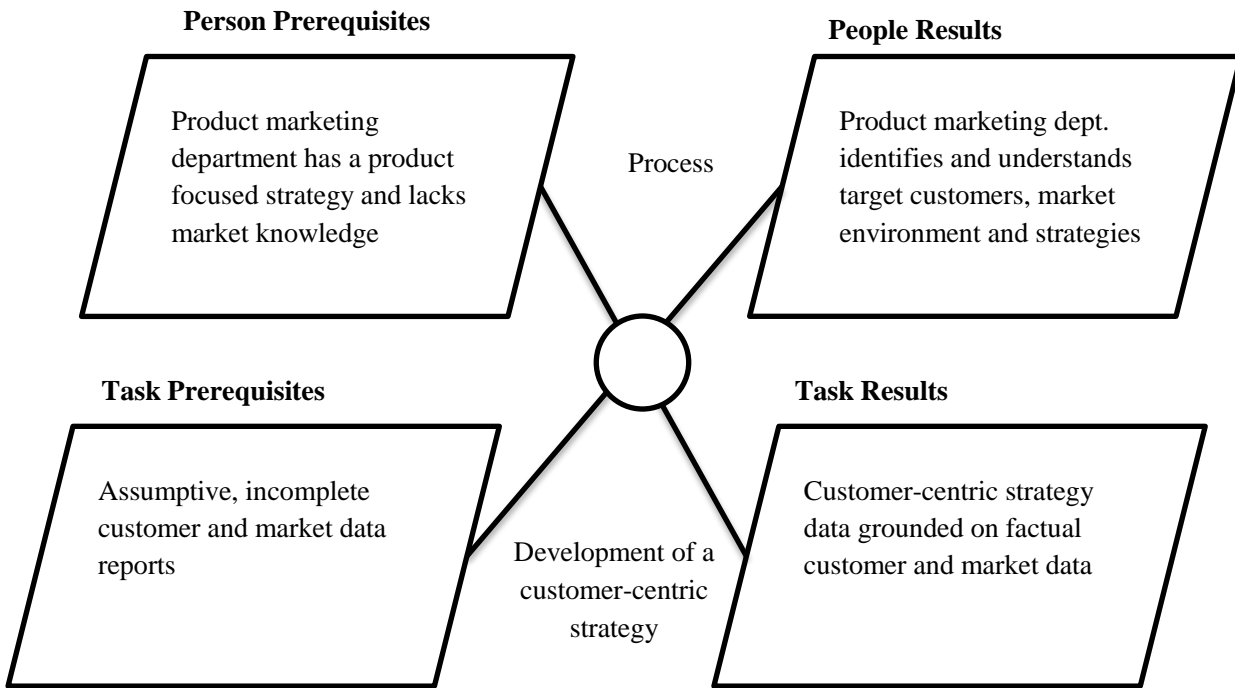 Person Prerequisites
Product marketing
department has a product
focused strategy and lacks
market knowledge
Process
People Results
Product marketing dept.
identifies and understands
target customers, market
environment and strategies
Task Prerequisites
Assumptive, incomplete
customer and market data
reports
Development of a
customer-centric
strategy
Task Results
Customer-centric strategy
data grounded on factual
customer and market data